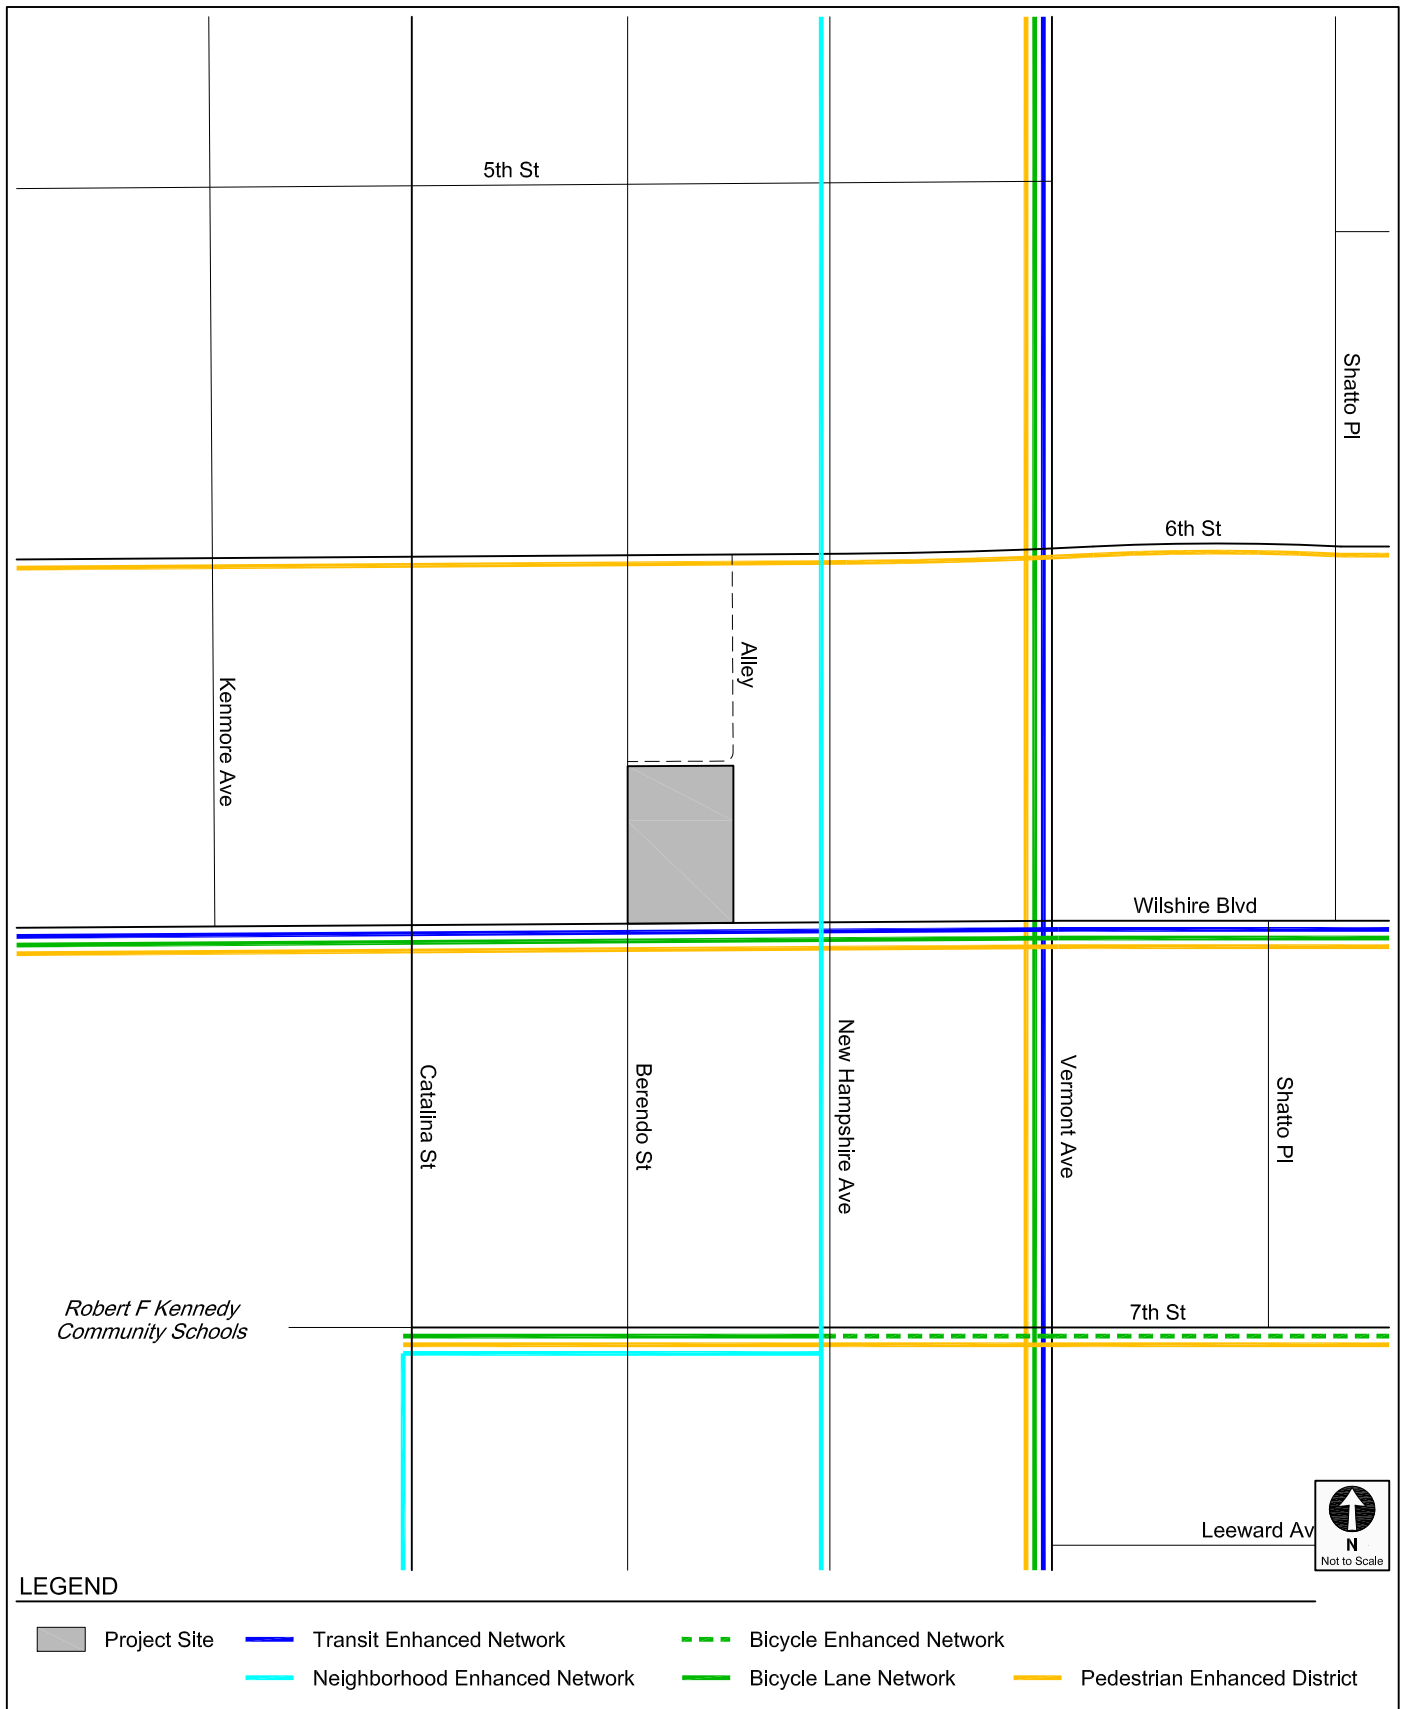 5th St
Shatto Pl
6th St
Alley
Kenmore Ave
Wilshire Blvd
New Hampshire Ave
Vermont Ave
Catalina St
Berendo St
Shatto Pl
Robert F Kennedy
Community Schools
7th St
Leeward Av
N
Not to Scale
LEGEND
Project Site
Transit Enhanced Network
Bicycle Enhanced Network
Neighborhood Enhanced Network
Bicycle Lane Network
Pedestrian Enhanced District